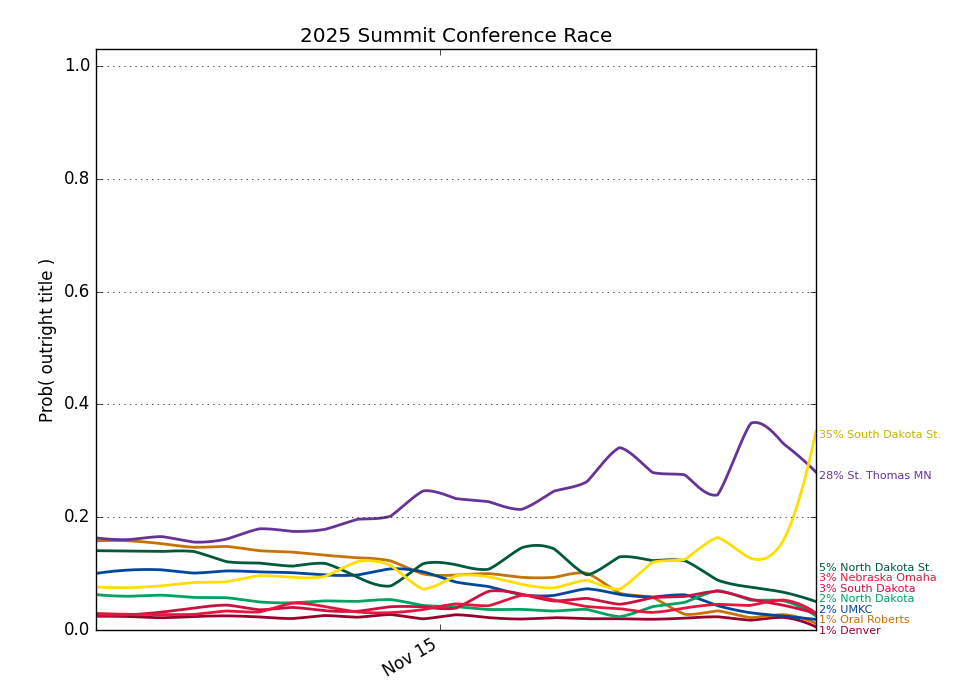 2025 Summit Conference Race
1.0
0.8
0.6
0.4
0.2
0.0
Prob( outright title )
Nov 15
35% South Dakota St.
28% St. Thomas MN
5% North Dakota St.
3% Nebraska Omaha
3% South Dakota
2% North Dakota
2% UMKC
1% Oral Roberts
1% Denver